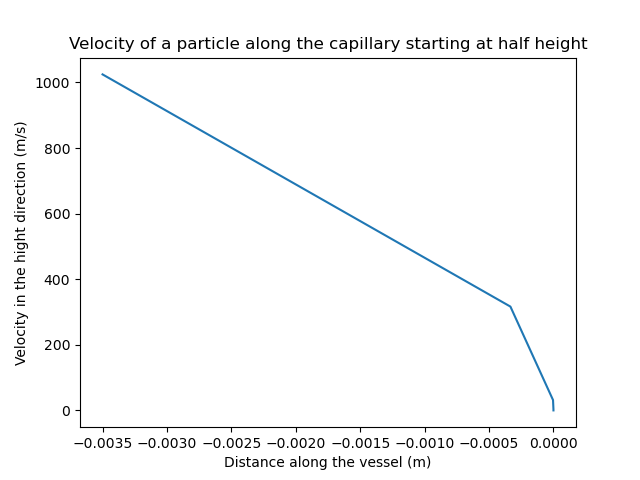 Velocity of a particle along the capillary starting at half height
Velocity in the hight direction (m/s)
1000
800
600
400
200
0
−0.0035 −0.0030 −0.0025 −0.0020 −0.0015 −0.0010 −0.0005 0.0000
Distance along the vessel (m)